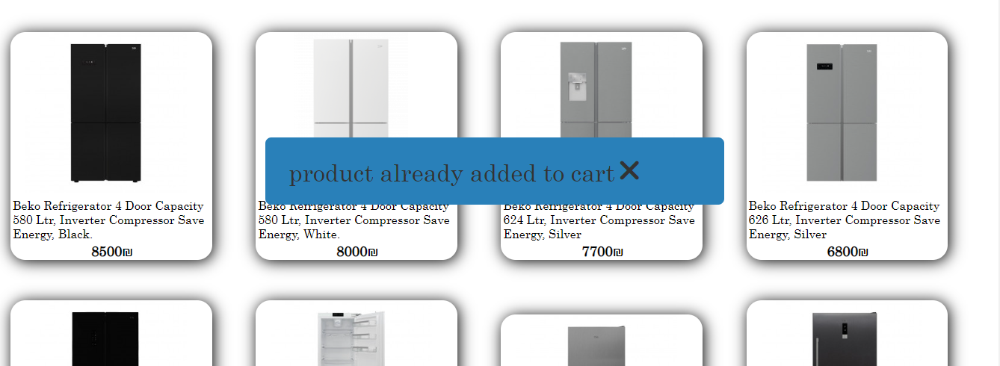 product already added to cart
Beko Refrigerator 4 Door Capacity
580 Ltr, Inverter Compressor Save
Energy, Black.
8500₪
Beko Refrigerator 4 Door Capacity
580 Ltr, Inverter Compressor Save
Energy, White.
8000₪
Beko Refrigerator 4 Door Capacity
624 Ltr, Inverter Compressor Save
Energy, Silver
7700₪
Beko Refrigerator 4 Door Capacity
626 Ltr, Inverter Compressor Save
Energy, Silver
6800₪